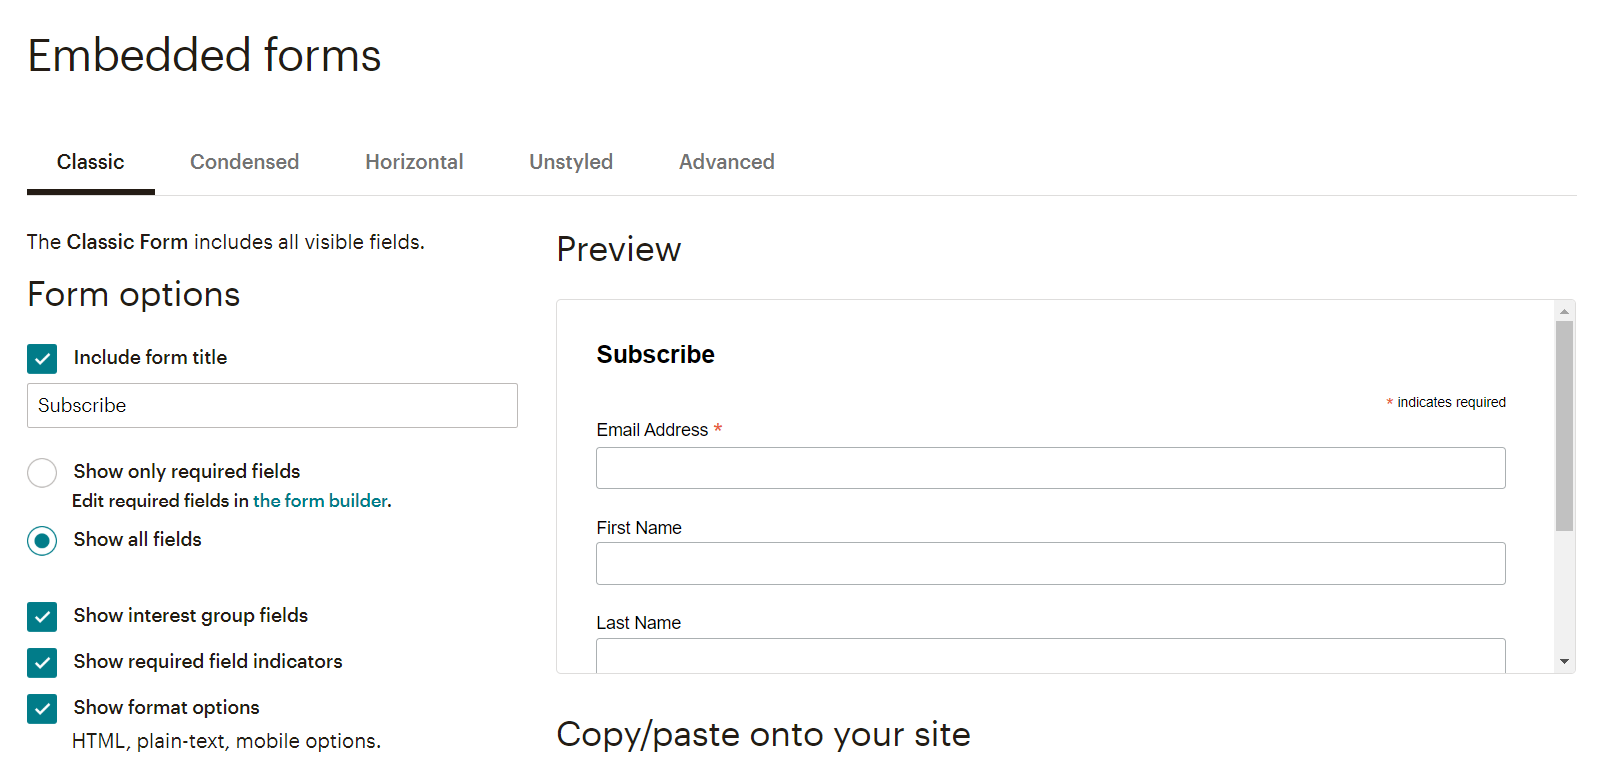 Embedded forms
Classic
Condensed
Horizontal
Unstyled
Advanced
The Classic Form includes all visible fields.
Form options
Include form title
Subscribe
Show only required fields
Edit required fields in the form builder.
Show all fields
Show interest group fields
Show required field indicators
Show format options
HTML, plain-text, mobile options.
Preview
Subscribe
* indicates required
Email Address *
First Name
Last Name
Copy/paste onto your site